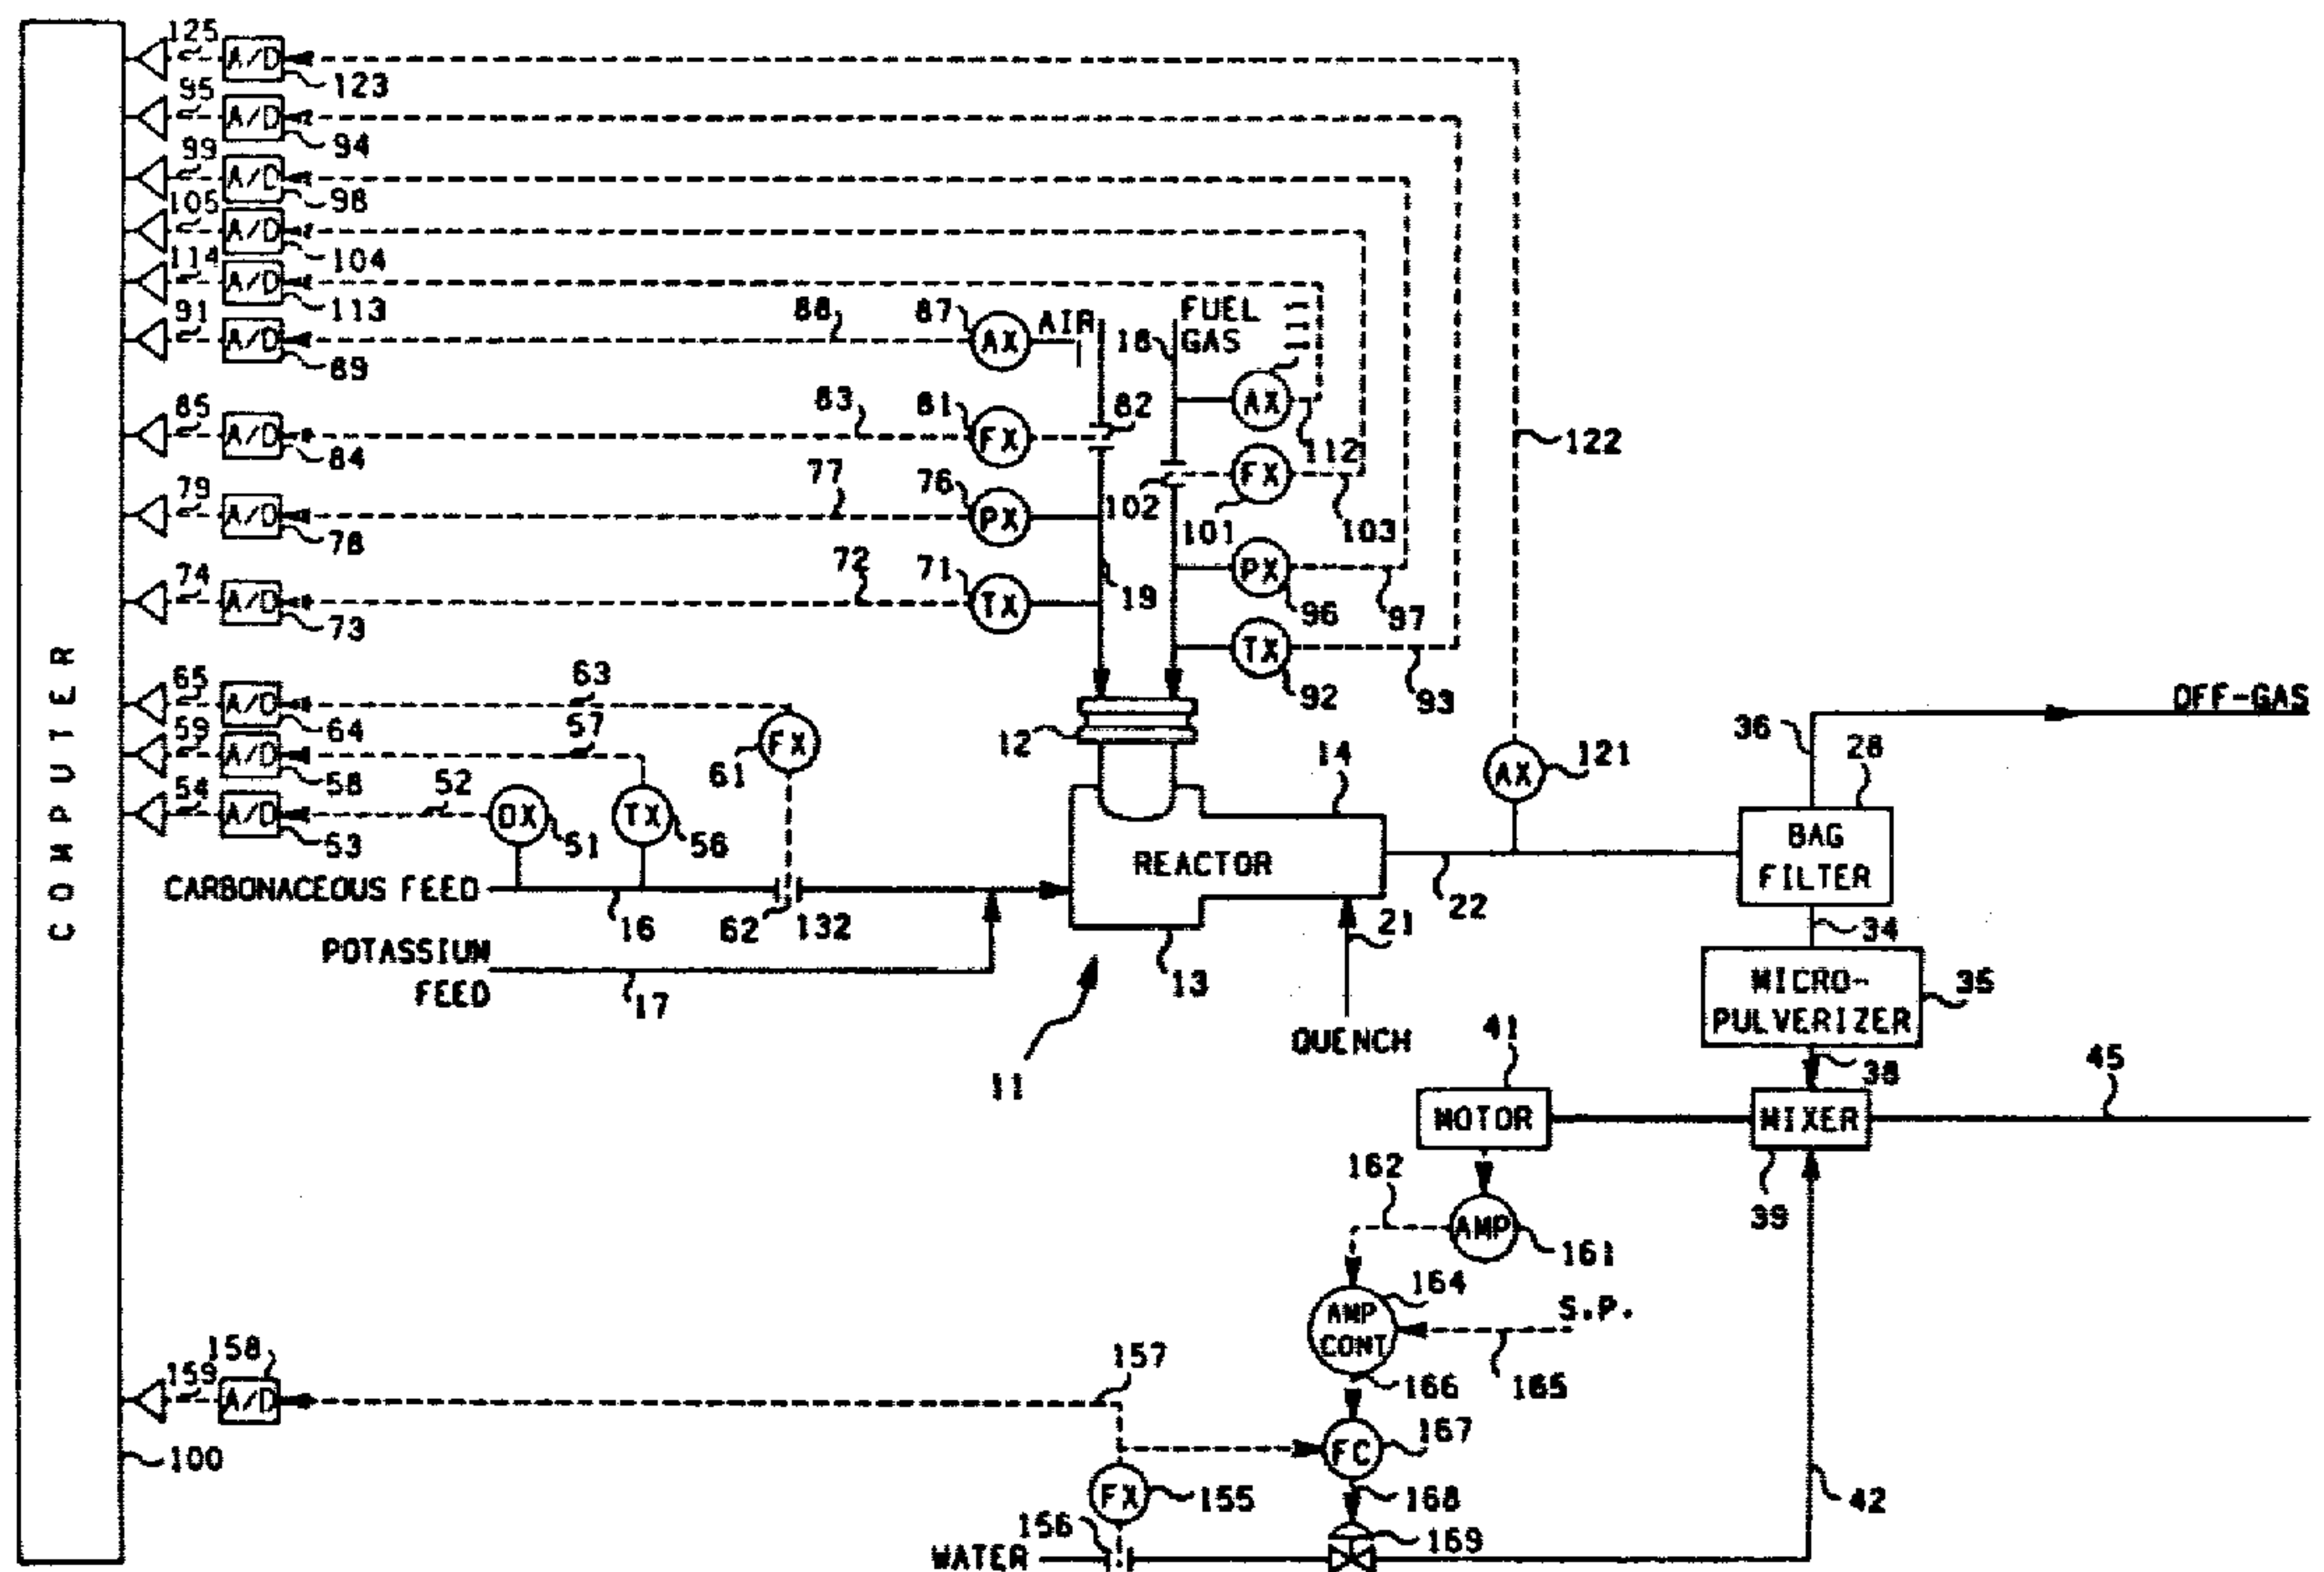 125
A/D
123
95
A/D
94
99
A/D
98
105
A/D
104
114
A/D
113
91
A/D
89
88
87
AX
AIR
18
FUEL
GAS
111
AX
112
85
A/D
84
83
81
FX
82
FX
102
101
103
122
79
A/D
78
77
76
PX
19
PX
96
97
74
A/D
73
72
71
TX
TX
92
93
COMPUTER
65
A/D
64
63
59
A/D
58
57
54
A/D
53
52
DX
51
TX
56
FX
61
12
14
AX
121
36
OFF-GAS
28
BAG
FILTER
REACTOR
CARBONACEOUS FEED
16
62
132
22
21
34
POTASSIUM
FEED
17
13
11
QUENCH
MICRO-
PULVERIZER
35
38
41
MOTOR
MIXER
45
39
162
AMP
161
164
AMP
CONT
S.P.
165
166
159
158
A/D
157
100
FC
167
FX
155
168
156
169
WATER
42